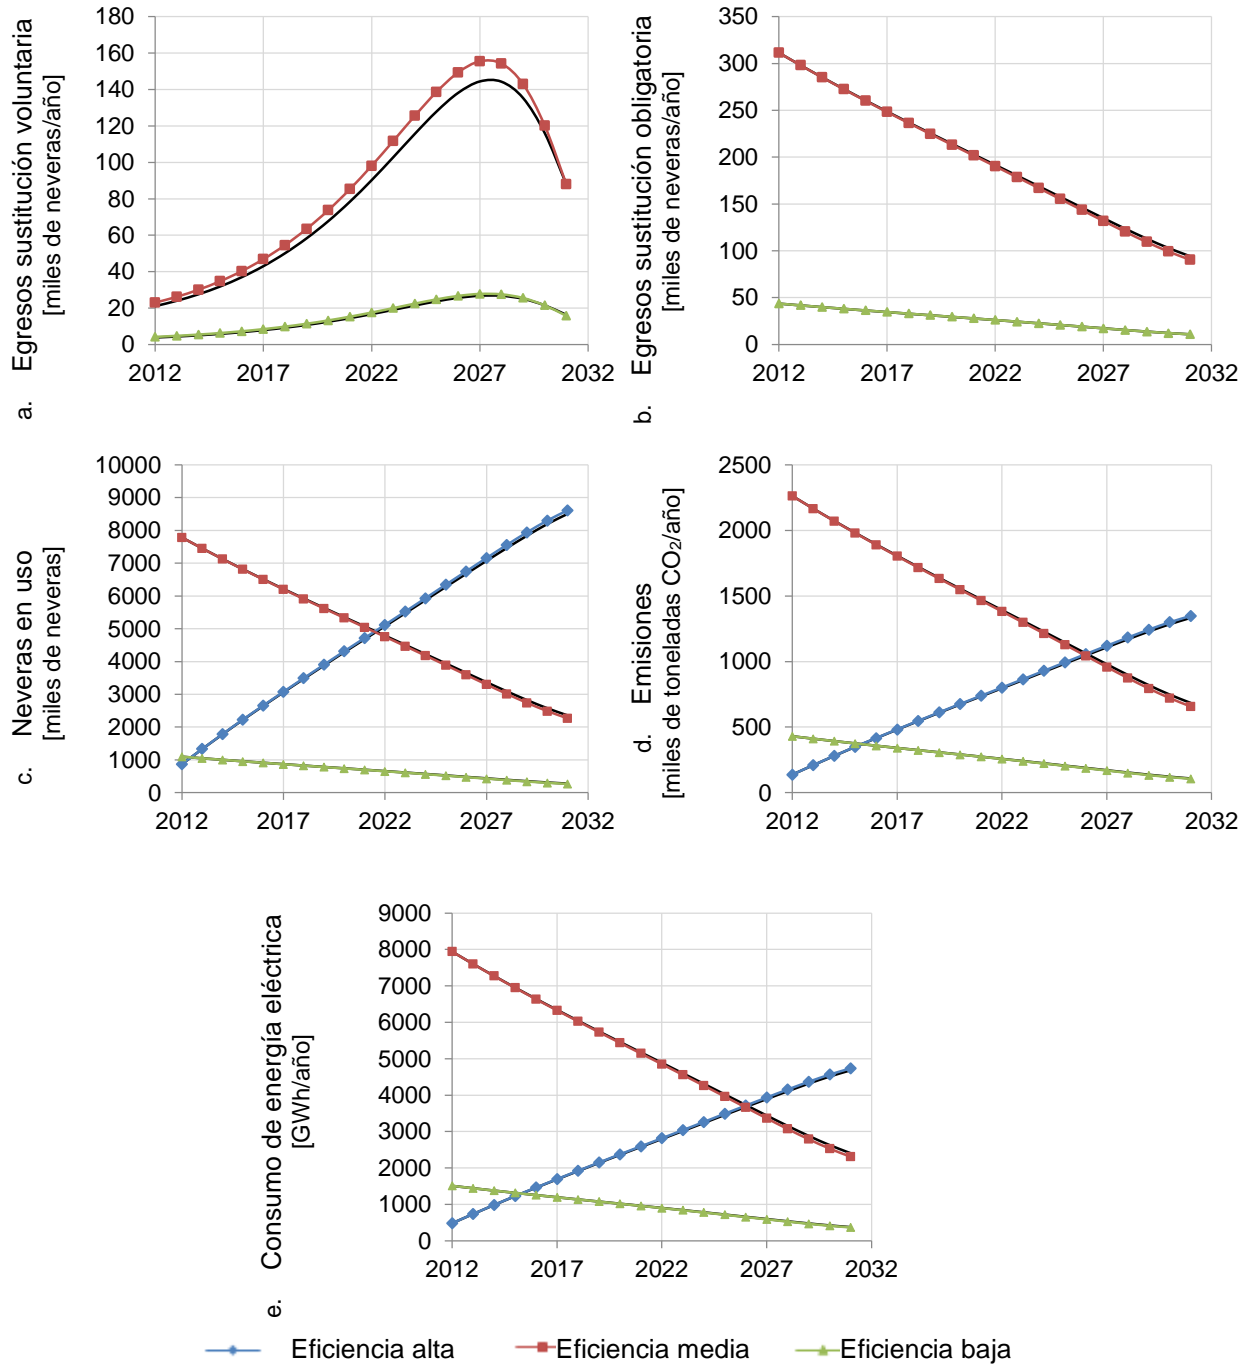 a. Egresos sustitución voluntaria
[miles de neveras/año]
180
160
140
120
100
80
60
40
20
0
2012 2017 2022 2027 2032
b. Egresos sustitución obligatoria
[miles de neveras/año]
350
300
250
200
150
100
50
0
2012 2017 2022 2027 2032
c. Neveras en uso
[miles de neveras]
10000
9000
8000
7000
6000
5000
4000
3000
2000
1000
0
2012 2017 2022 2027 2032
d. Emisiones
[miles de toneladas CO₂/año]
2500
2000
1500
1000
500
0
2012 2017 2022 2027 2032
e. Consumo de energía eléctrica
[GWh/año]
9000
8000
7000
6000
5000
4000
3000
2000
1000
0
2012 2017 2022 2027 2032
Eficiencia alta Eficiencia media Eficiencia baja